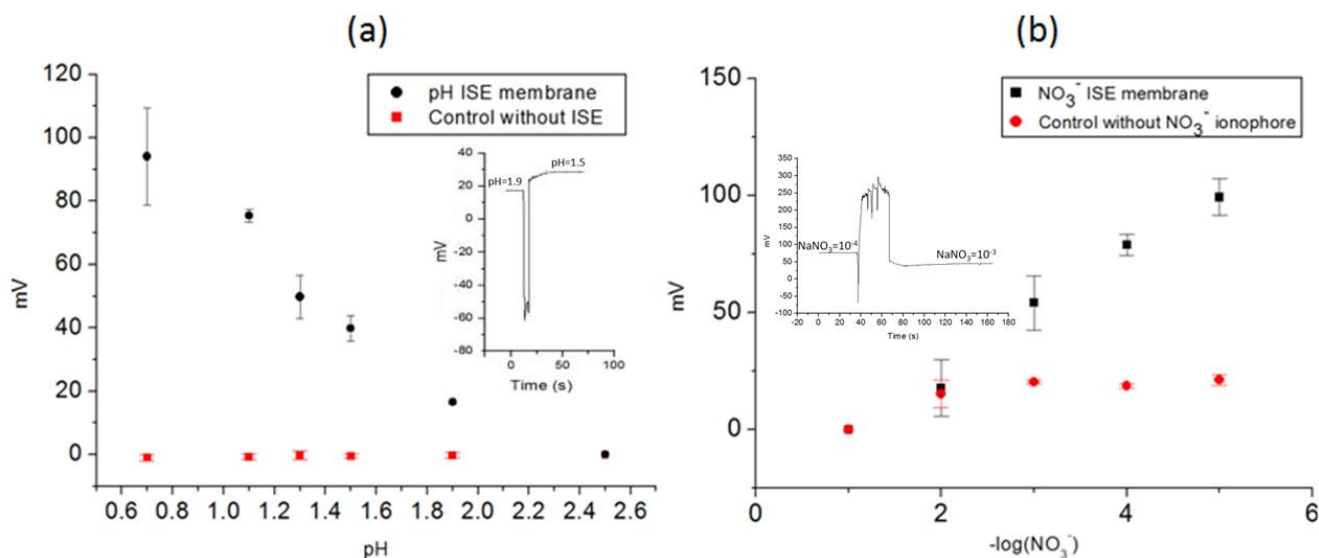 (a)
120
100
80
60
40
20
0
mV
0.6 0.8 1.0 1.2 1.4 1.6 1.8 2.0 2.2 2.4 2.6
pH
pH ISE membrane
Control without ISE
40
20
0
-20
-40
-60
-80
mV
pH=1.9
pH=1.5
0 50 100
Time (s)
(b)
150
100
50
0
mV
0 2 4 6
-log(NO₃⁻)
NO₃⁻ ISE membrane
Control without NO₃⁻ ionophore
350
300
250
200
150
100
50
0
-50
-100
mV
NaNO₃=10⁻⁴
NaNO₃=10⁻³
-20 0 20 40 60 80 100 120 140 160 180
Time (s)